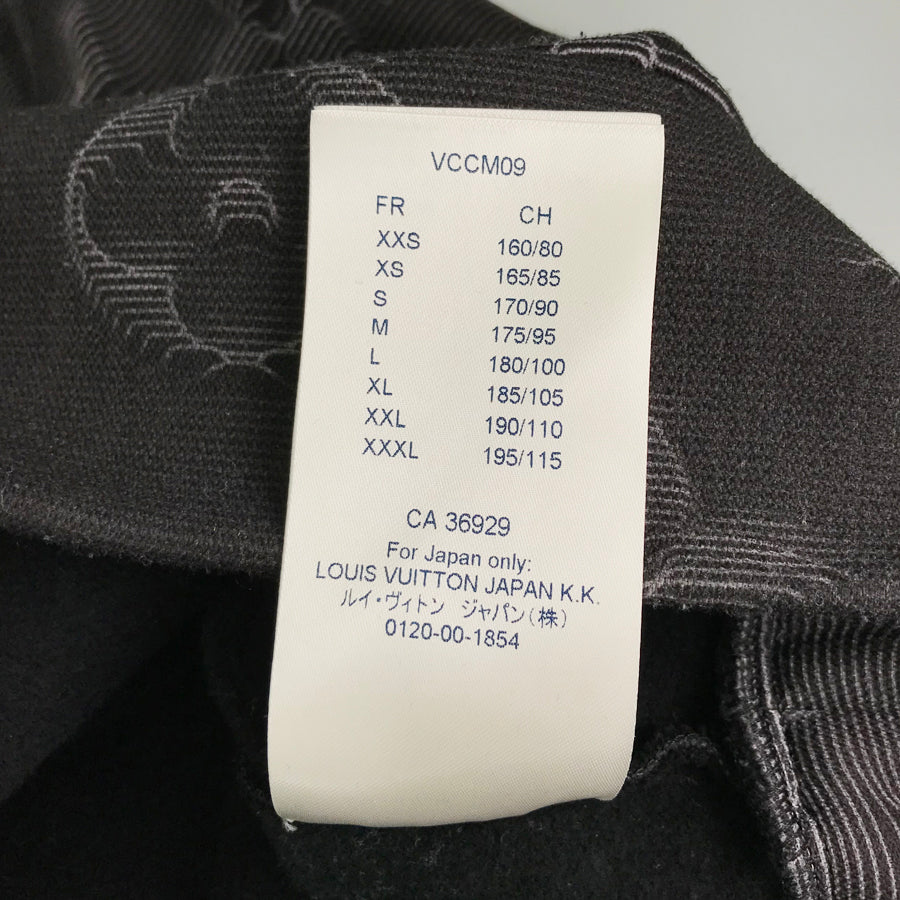 VCCM09
FR CH
XXS 160/80
XS 165/85
S 170/90
M 175/95
L 180/100
XL 185/105
XXL 190/110
XXXL 195/115
CA 36929
For Japan only:
LOUIS VUITTON JAPAN K.K.
ルイ・ヴィトン ジャパン(株)
0120-00-1854